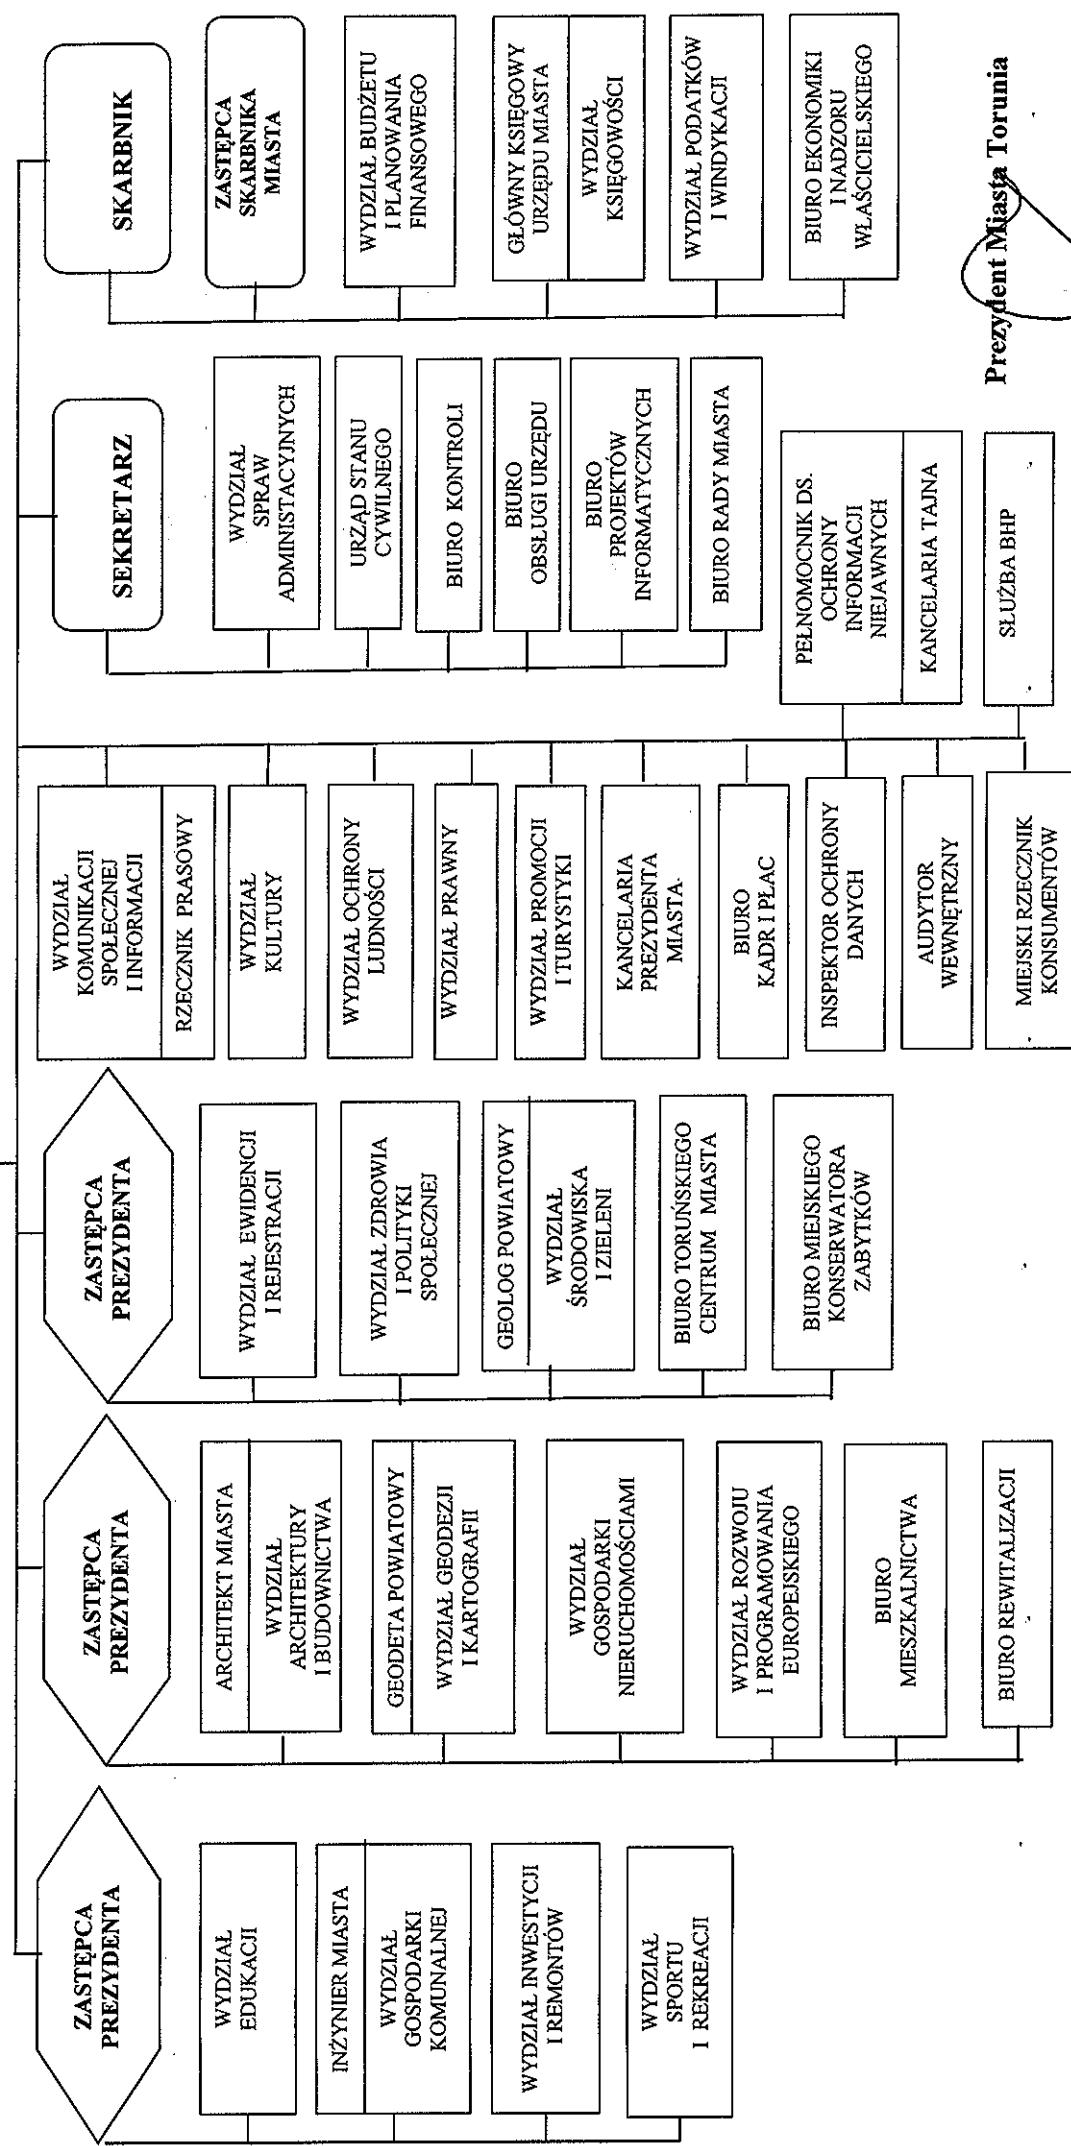 ZASTĘPCA
PREZYDENTA
WYDZIAŁ
EDUKACJI
INŻYNIER MIASTA
WYDZIAŁ
GOSPODARKI
KOMUNALNEJ
WYDZIAŁ INWESTYCJI
I REMONTÓW
WYDZIAŁ
SPORTU
I REKREACJI
ZASTĘPCA
PREZYDENTA
ARCHITEKT MIASTA
WYDZIAŁ
ARCHITEKTURY
I BUDOWNICTWA
GEODETA POWIATOWY
WYDZIAŁ GEODEZJI
I KARTOGRAFII
WYDZIAŁ
GOSPODARKI
NIERUCHOMOŚCIAMI
WYDZIAŁ ROZWOJU
I PROGRAMOWANIA
EUROPEJSKIEGO
BIURO
MIESZKALNICTWA
BIURO REWITALIZACJI
ZASTĘPCA
PREZYDENTA
WYDZIAŁ EWIDENCJI
I REJESTRACJI
WYDZIAŁ ZDROWIA
I POLITYKI
SPOŁECZNEJ
GEOLOG POWIATOWY
WYDZIAŁ
ŚRODOWISKA
I ZIELENI
BIURO TORUŃSKIEGO
CENTRUM MIASTA
BIURO MIEJSKIEGO
KONSERWATORA
ZABYTKÓW
WYDZIAŁ
KOMUNIKACJI
SPOŁECZNEJ
I INFORMACJI
RZECZNIK PRASOWY
WYDZIAŁ
KULTURY
WYDZIAŁ OCHRONY
LUDNOŚCI
WYDZIAŁ PRAWNY
WYDZIAŁ PROMOCJI
I TURYSTYKI
KANCELARIA
PREZYDENTA
MIASTA
BIURO
KADR I PŁAC
INSPEKTOR OCHRONY
DANYCH
AUDYTOR
WEWNĘTRZNY
MIEJSKI RZECZNIK
KONSUMENTÓW
PEŁNOMOCNIK DS.
OCHRONY
INFORMACJI
NIEJAWNYCH
KANCELARIA TAJNA
SŁUŻBA BHP
SEKRETARZ
WYDZIAŁ
SPRAW
ADMINISTACYJNYCH
URZĄD STANU
CYWILNEGO
BIURO KONTROLI
BIURO
OBSŁUGI URZĘDU
BIURO
PROJEKTÓW
INFORMATYCZNYCH
BIURO RADY MIASTA
SKARBNIK
ZASTĘPCA
SKARBNIKA
MIASTA
WYDZIAŁ BUDŻETU
I PLANOWANIA
FINANSOWEGO
GŁÓWNY KSIĘGOWY
URZĘDU MIASTA
WYDZIAŁ
KSIĘGOWOŚCI
WYDZIAŁ PODATKÓW
I WINDYKACJI
BIURO EKONOMIKI
I NADZORU
WŁAŚCICIELSKIEGO
Prezydent Miasta Torunia